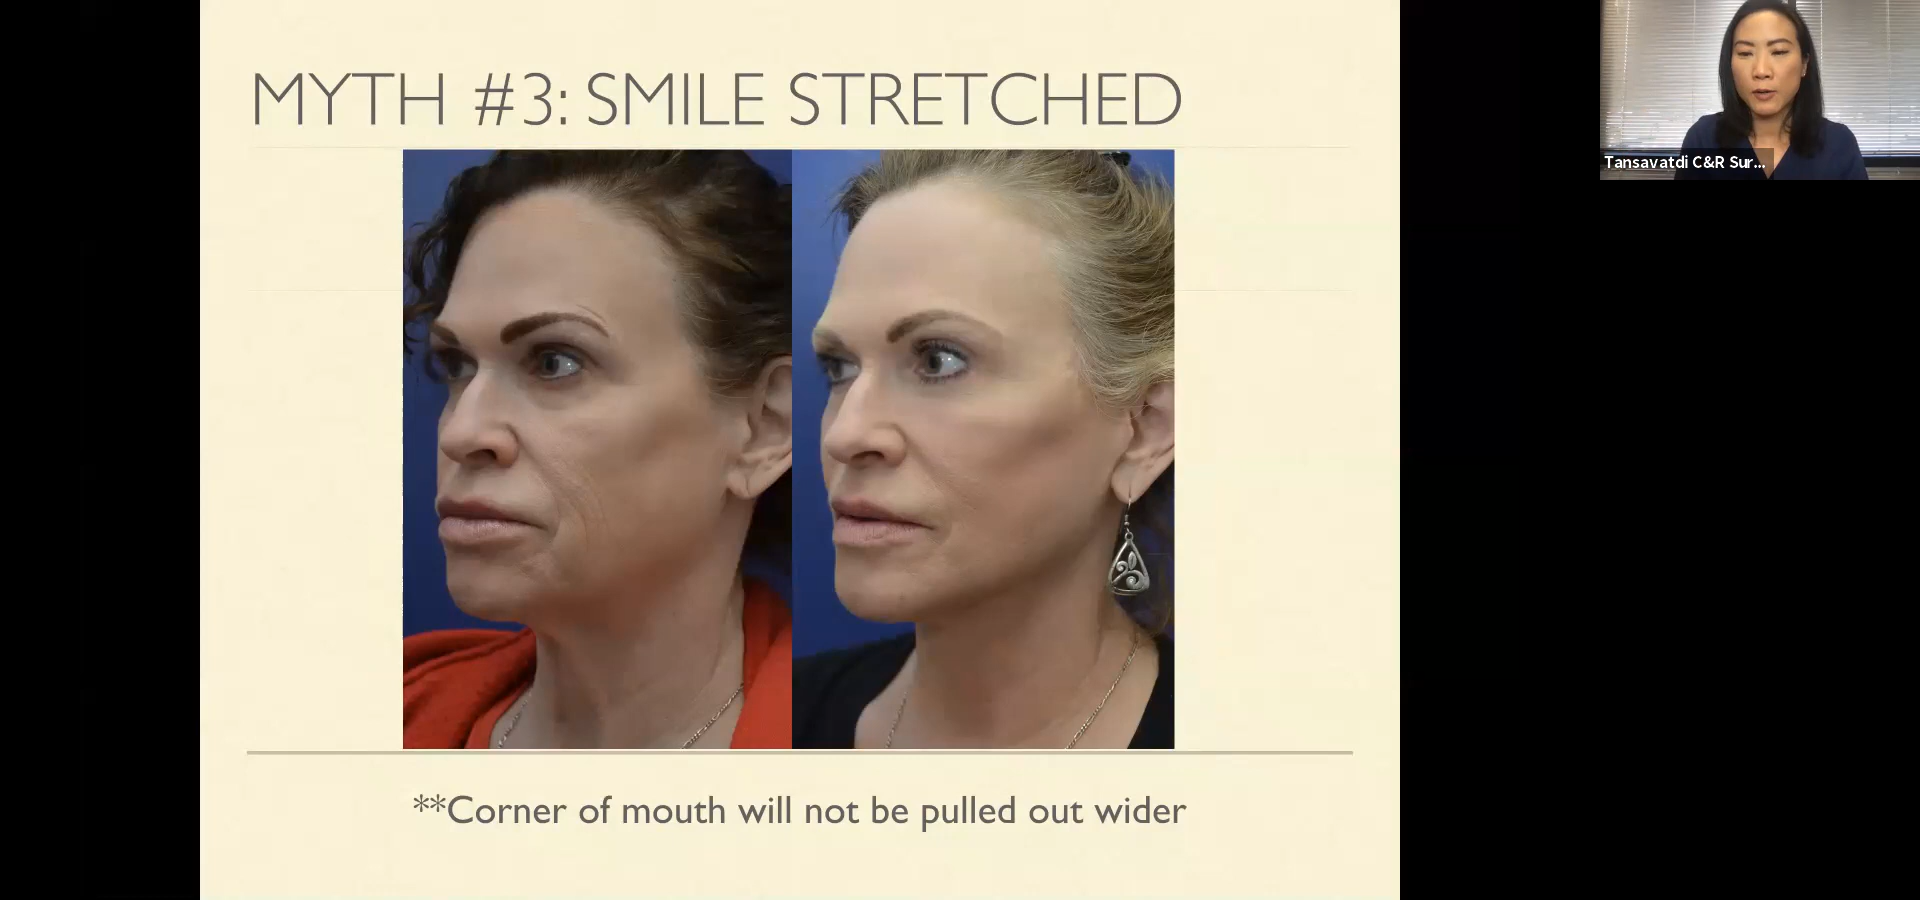 MYTH #3: SMILE STRETCHED
Tansavatdi C&R Sur...
**Corner of mouth will not be pulled out wider